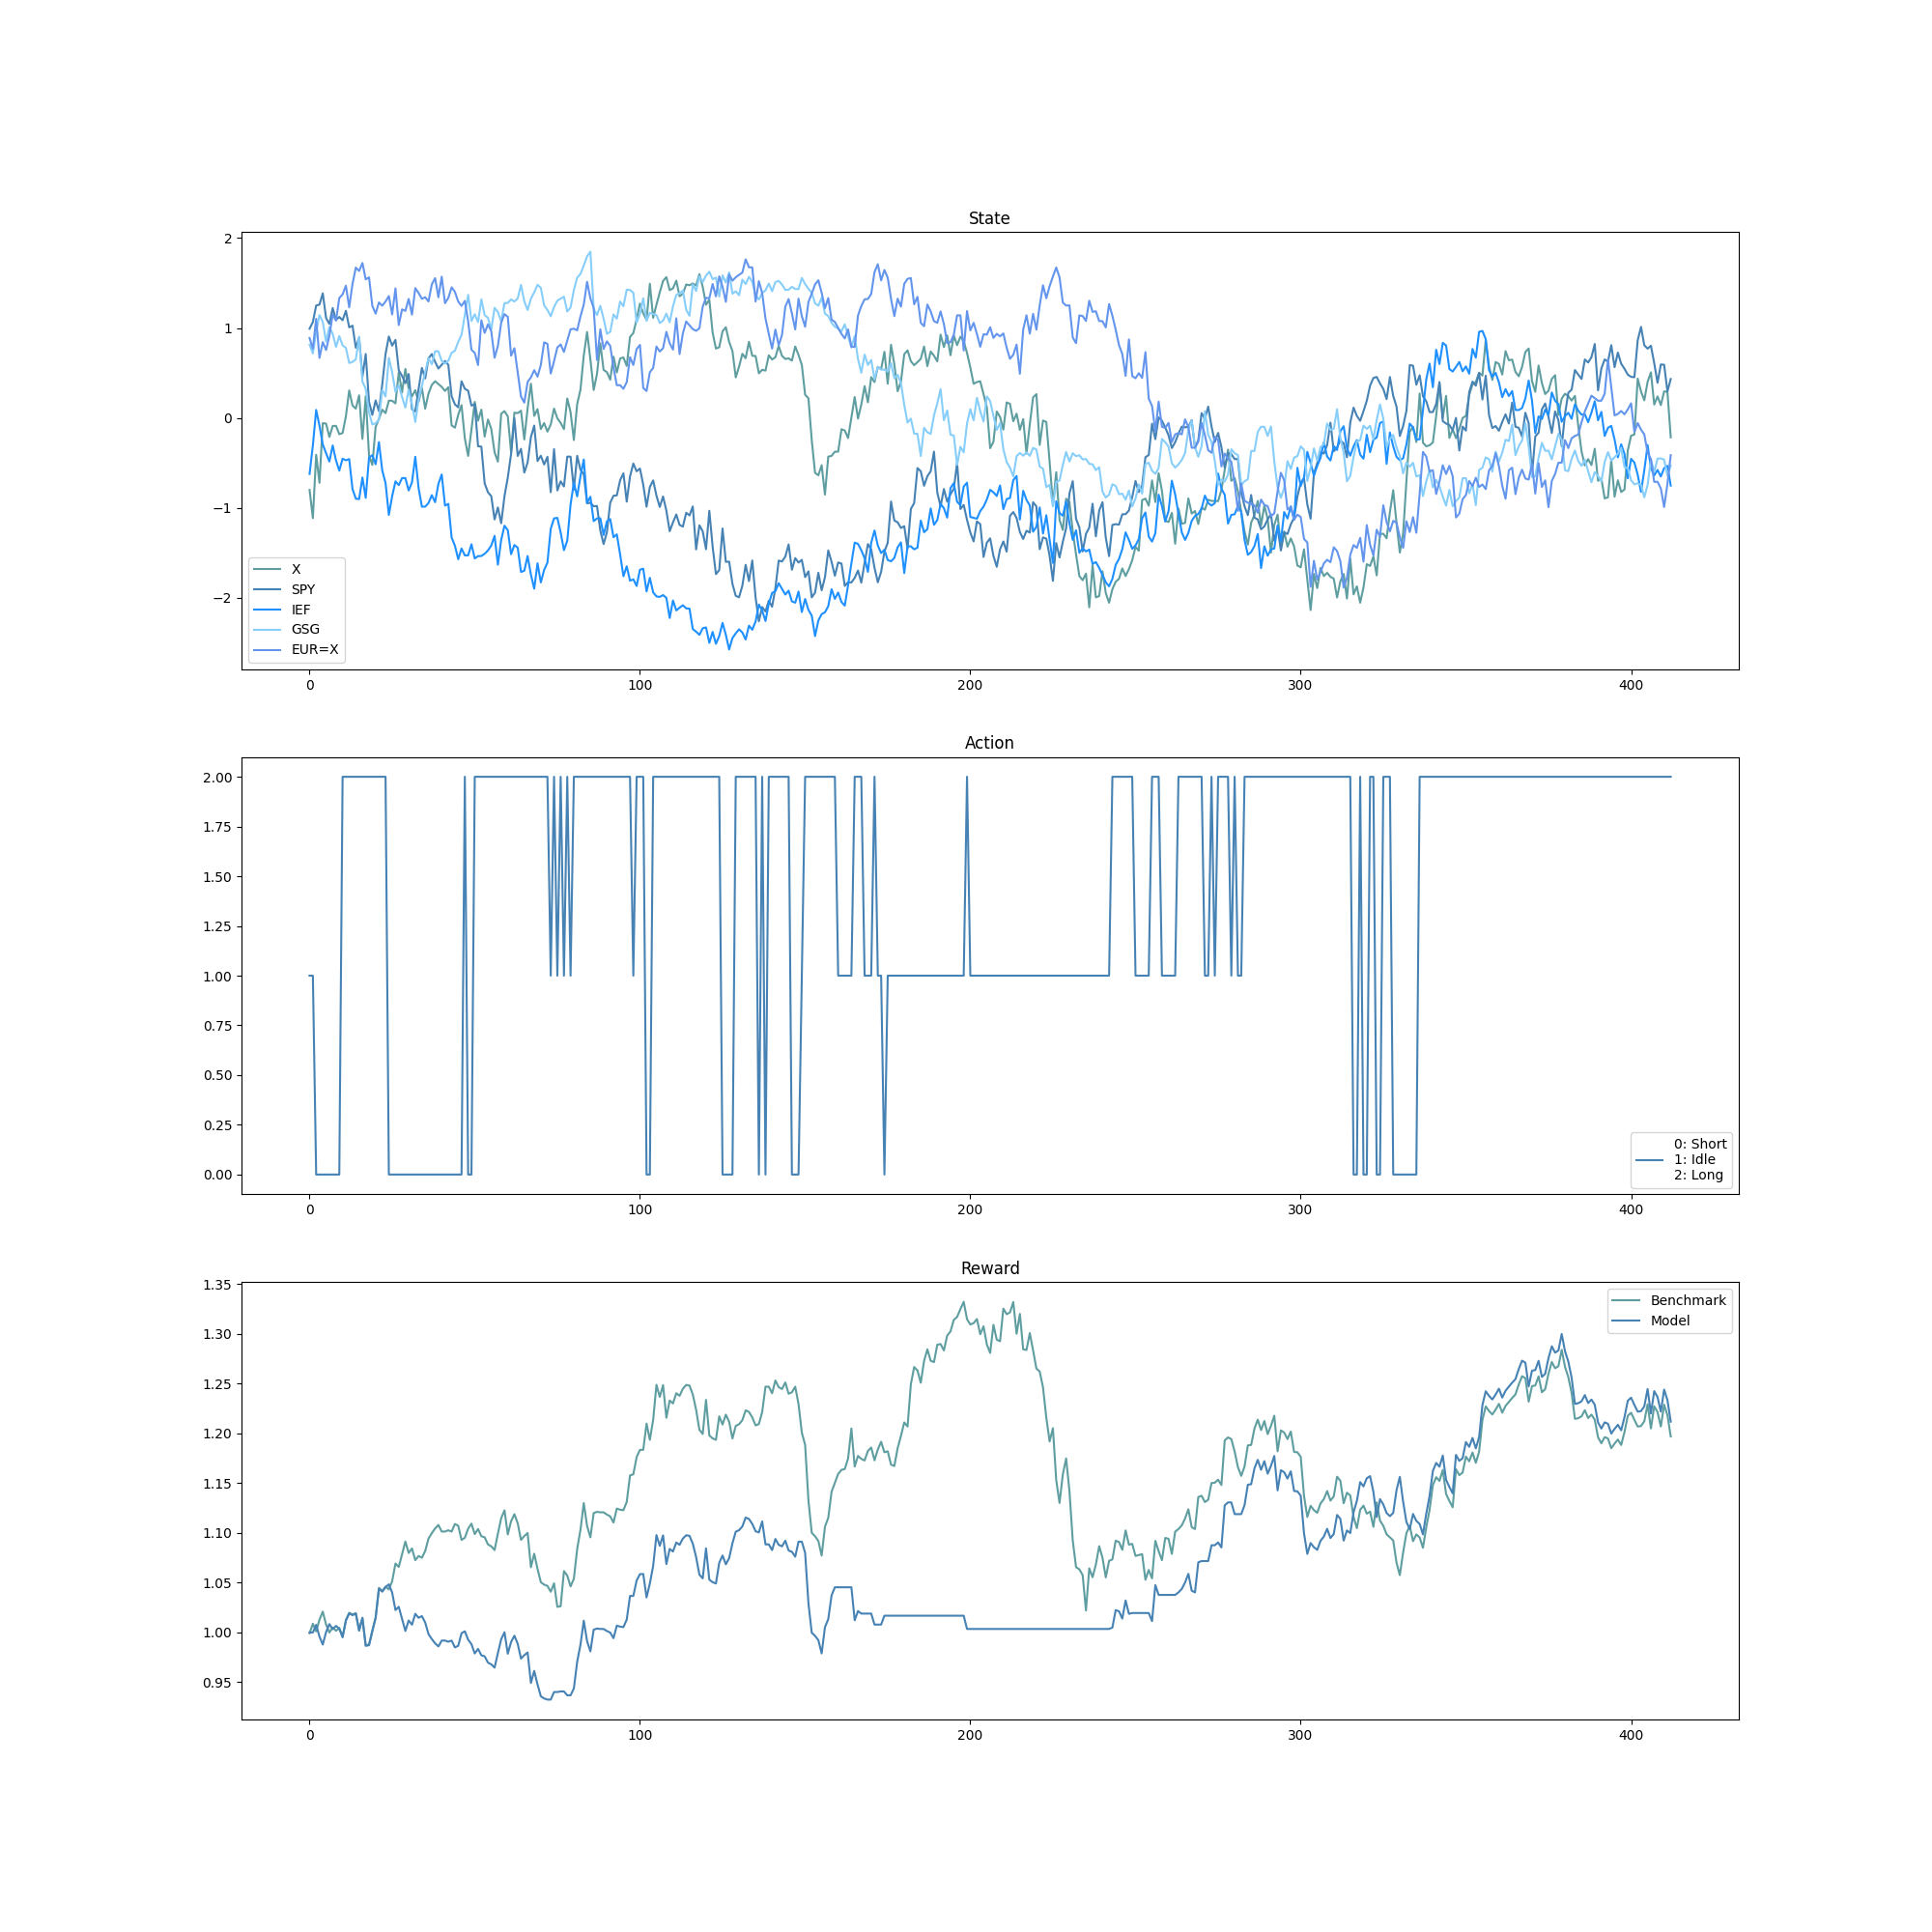 State
2
1
0
−1
−2
X
SPY
IEF
GSG
EUR=X
0 100 200 300 400
Action
2.00
1.75
1.50
1.25
1.00
0.75
0.50
0.25
0.00
0: Short
1: Idle
2: Long
0 100 200 300 400
Reward
1.35
1.30
1.25
1.20
1.15
1.10
1.05
1.00
0.95
Benchmark
Model
0 100 200 300 400